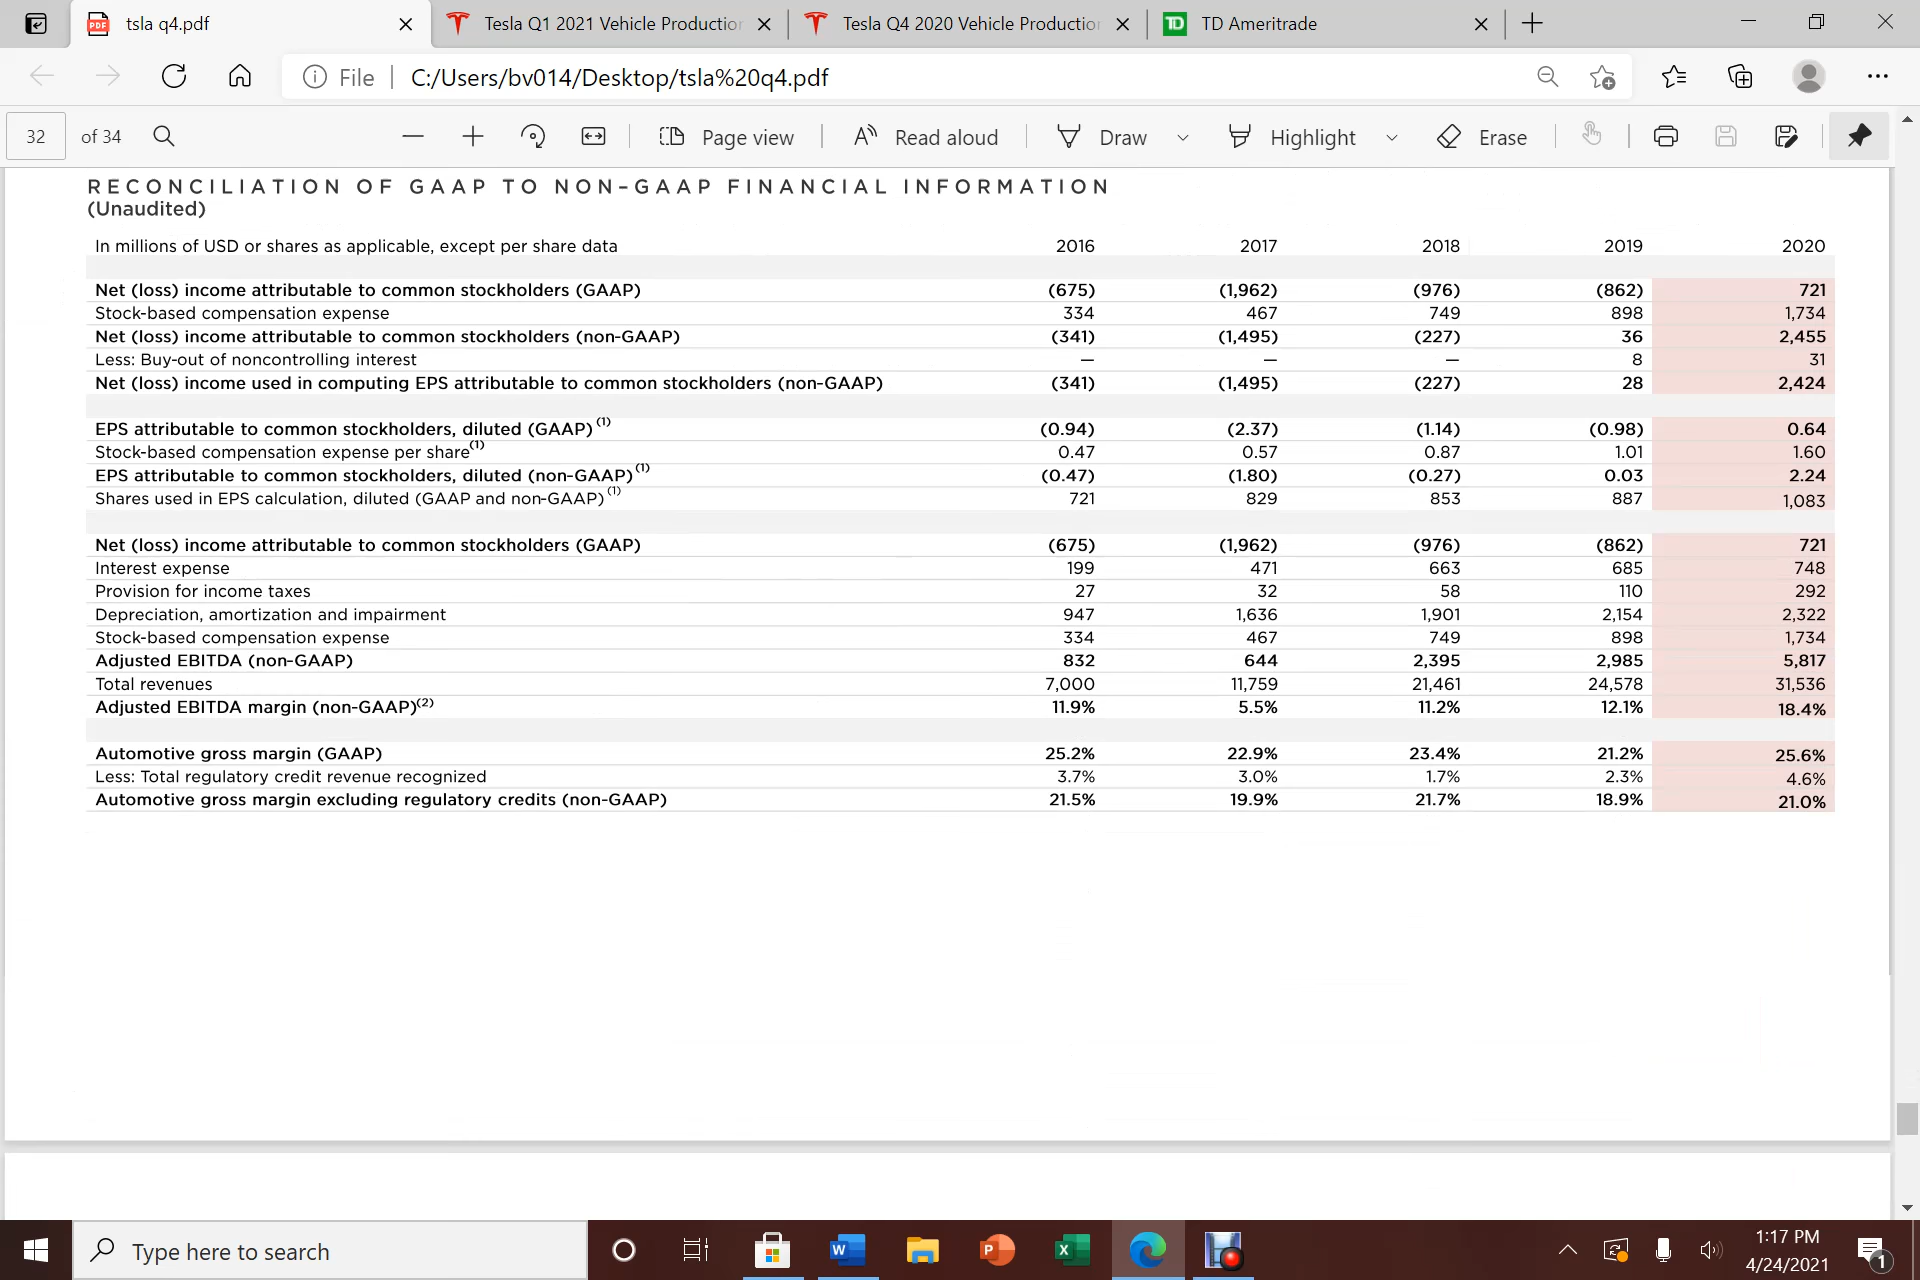 tsla q4.pdf
Tesla Q1 2021 Vehicle Production
Tesla Q4 2020 Vehicle Production
TD Ameritrade
File C:/Users/bv014/Desktop/tsla%20q4.pdf
32 of 34 Page view Read aloud Draw Highlight Erase
RECONCILIATION OF GAAP TO NON-GAAP FINANCIAL INFORMATION
(Unaudited)
In millions of USD or shares as applicable, except per share data 2016 2017 2018 2019 2020
Net (loss) income attributable to common stockholders (GAAP) (675) (1,962) (976) (862) 721
Stock-based compensation expense 334 467 749 898 1,734
Net (loss) income attributable to common stockholders (non-GAAP) (341) (1,495) (227) 36 2,455
Less: Buy-out of noncontrolling interest — — — 8 31
Net (loss) income used in computing EPS attributable to common stockholders (non-GAAP) (341) (1,495) (227) 28 2,424
EPS attributable to common stockholders, diluted (GAAP) (1) (0.94) (2.37) (1.14) (0.98) 0.64
Stock-based compensation expense per share(1) 0.47 0.57 0.87 1.01 1.60
EPS attributable to common stockholders, diluted (non-GAAP) (1) (0.47) (1.80) (0.27) 0.03 2.24
Shares used in EPS calculation, diluted (GAAP and non-GAAP) (1) 721 829 853 887 1,083
Net (loss) income attributable to common stockholders (GAAP) (675) (1,962) (976) (862) 721
Interest expense 199 471 663 685 748
Provision for income taxes 27 32 58 110 292
Depreciation, amortization and impairment 947 1,636 1,901 2,154 2,322
Stock-based compensation expense 334 467 749 898 1,734
Adjusted EBITDA (non-GAAP) 832 644 2,395 2,985 5,817
Total revenues 7,000 11,759 21,461 24,578 31,536
Adjusted EBITDA margin (non-GAAP)(2) 11.9% 5.5% 11.2% 12.1% 18.4%
Automotive gross margin (GAAP) 25.2% 22.9% 23.4% 21.2% 25.6%
Less: Total regulatory credit revenue recognized 3.7% 3.0% 1.7% 2.3% 4.6%
Automotive gross margin excluding regulatory credits (non-GAAP) 21.5% 19.9% 21.7% 18.9% 21.0%
Type here to search
1:17 PM
4/24/2021
1